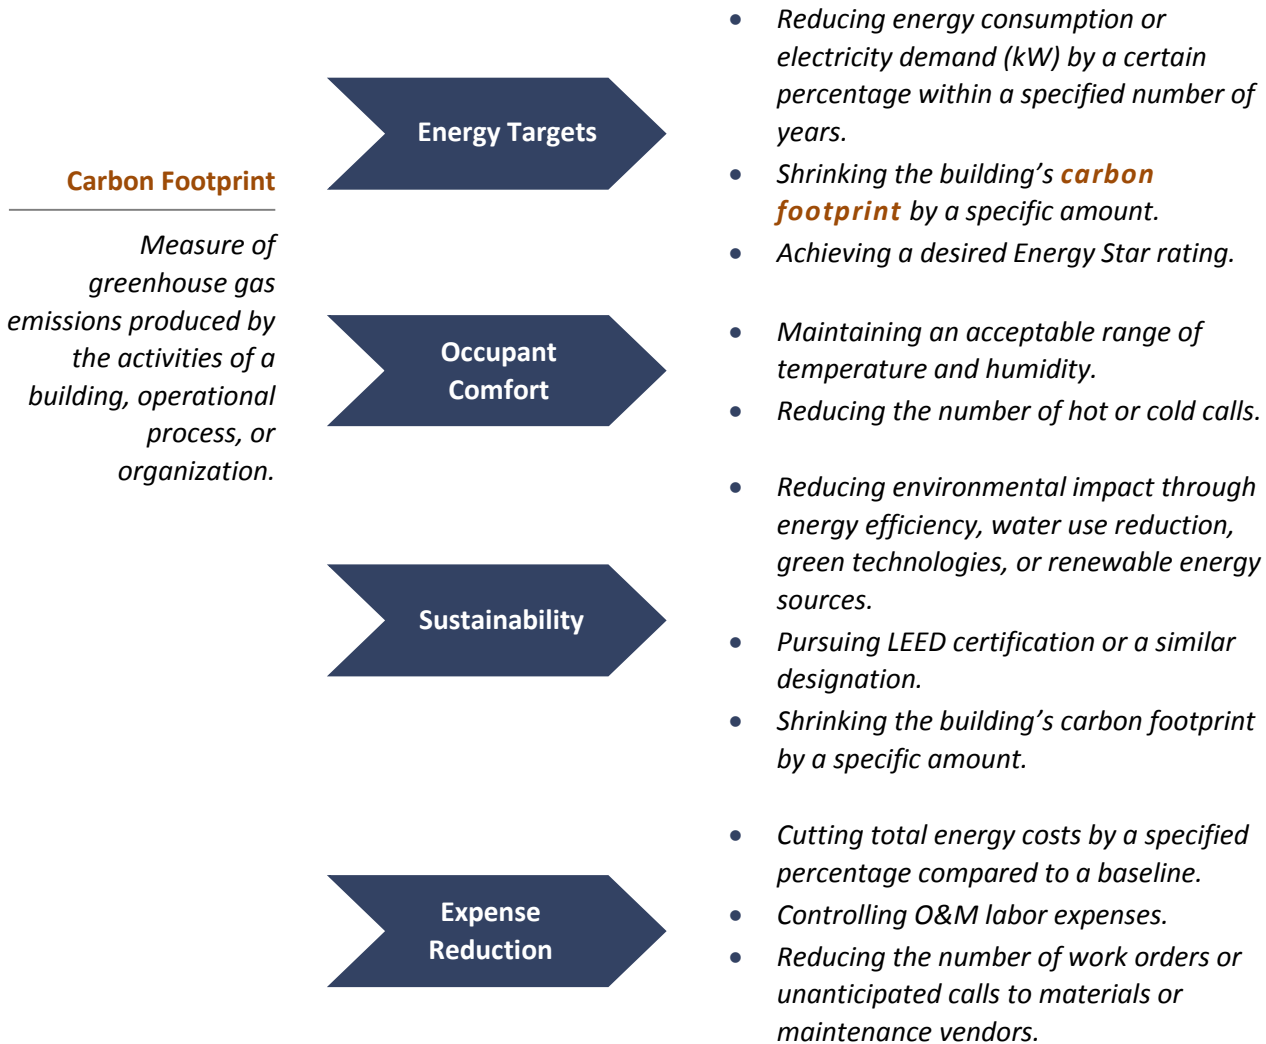 Carbon Footprint
Measure of
greenhouse gas
emissions produced by
the activities of a
building, operational
process, or
organization.
Energy Targets
• Reducing energy consumption or
electricity demand (kW) by a certain
percentage within a specified number of
years.
• Shrinking the building’s carbon
footprint by a specific amount.
• Achieving a desired Energy Star rating.
Occupant
Comfort
• Maintaining an acceptable range of
temperature and humidity.
• Reducing the number of hot or cold calls.
Sustainability
• Reducing environmental impact through
energy efficiency, water use reduction,
green technologies, or renewable energy
sources.
• Pursuing LEED certification or a similar
designation.
• Shrinking the building’s carbon footprint
by a specific amount.
Expense
Reduction
• Cutting total energy costs by a specified
percentage compared to a baseline.
• Controlling O&M labor expenses.
• Reducing the number of work orders or
unanticipated calls to materials or
maintenance vendors.